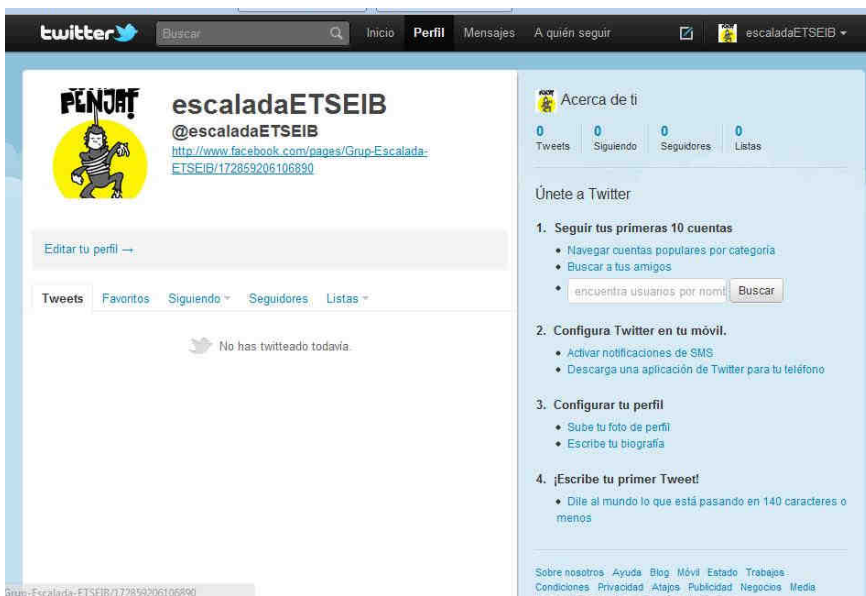 twitter
Buscar
Inicio
Perfil
Mensajes
A quién seguir
escaladaETSEIB
PENJAT
escaladaETSEIB
@escaladaETSEIB
http://www.facebook.com/pages/Grup-Escalada-
ETSEIB/172859206106890
Editar tu perfil →
Tweets
Favoritos
Siguiendo
Seguidores
Listas
No has twitteado todavía.
Acerca de ti
0
Tweets
0
Siguiendo
0
Seguidores
0
Listas
Únete a Twitter
1. Seguir tus primeras 10 cuentas
Navegar cuentas populares por categoría
Buscar a tus amigos
encuentra usuarios por nomb
Buscar
2. Configura Twitter en tu móvil.
Activar notificaciones de SMS
Descarga una aplicación de Twitter para tu teléfono
3. Configurar tu perfil
Sube tu foto de perfil
Escribe tu biografía
4. ¡Escribe tu primer Tweet!
Dile al mundo lo que está pasando en 140 caracteres o
menos
Sobre nosotros Ayuda Blog Móvil Estado Trabajos
Condiciones Privacidad Atajos Publicidad Negocios Media
Grup-Escalada-ETSEIB/172859206106890